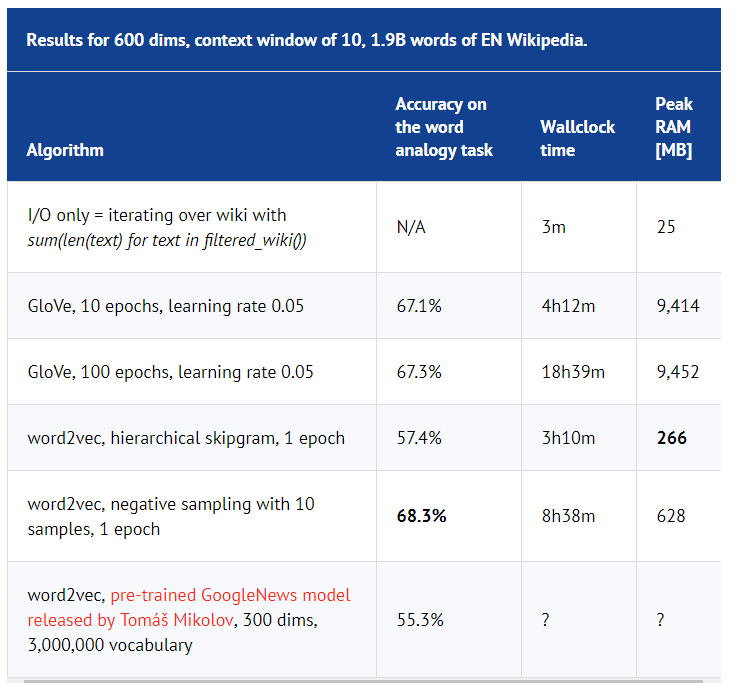 Results for 600 dims, context window of 10, 1.9B words of EN Wikipedia.
Algorithm
Accuracy on
the word
analogy task
Wallclock
time
Peak
RAM
[MB]
I/O only = iterating over wiki with
sum(len(text) for text in filtered_wiki())
N/A
3m
25
GloVe, 10 epochs, learning rate 0.05
67.1%
4h12m
9,414
GloVe, 100 epochs, learning rate 0.05
67.3%
18h39m
9,452
word2vec, hierarchical skipgram, 1 epoch
57.4%
3h10m
266
word2vec, negative sampling with 10
samples, 1 epoch
68.3%
8h38m
628
word2vec, pre-trained GoogleNews model
released by Tomáš Mikolov, 300 dims,
3,000,000 vocabulary
55.3%
?
?